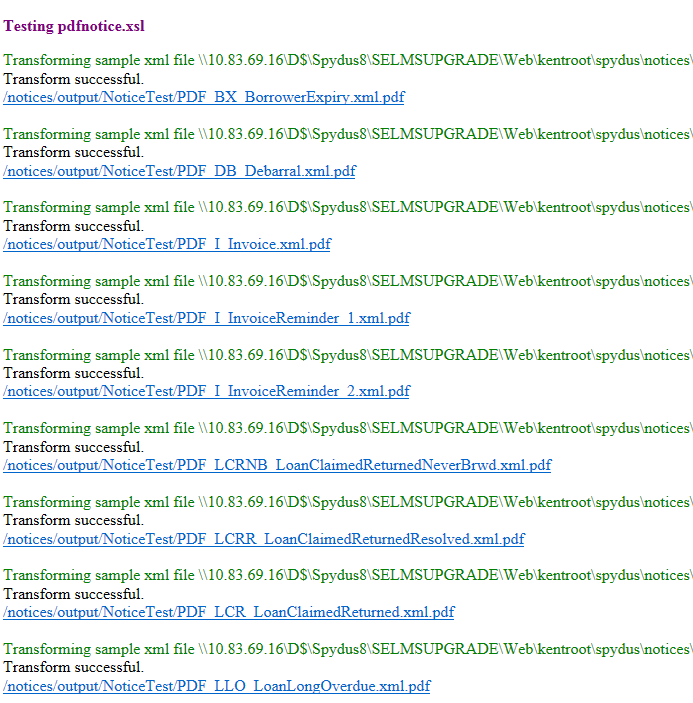 Testing pdfnotice.xsl
Transforming sample xml file \\10.83.69.16\D$\Spydus8\SELMSUPGRADE\Web\kentroot\spydus\notices\
Transform successful.
/notices/output/NoticeTest/PDF_BX_BorrowerExpiry.xml.pdf
Transforming sample xml file \\10.83.69.16\D$\Spydus8\SELMSUPGRADE\Web\kentroot\spydus\notices\
Transform successful.
/notices/output/NoticeTest/PDF_DB_Debarral.xml.pdf
Transforming sample xml file \\10.83.69.16\D$\Spydus8\SELMSUPGRADE\Web\kentroot\spydus\notices\
Transform successful.
/notices/output/NoticeTest/PDF_I_Invoice.xml.pdf
Transforming sample xml file \\10.83.69.16\D$\Spydus8\SELMSUPGRADE\Web\kentroot\spydus\notices\
Transform successful.
/notices/output/NoticeTest/PDF_I_InvoiceReminder_1.xml.pdf
Transforming sample xml file \\10.83.69.16\D$\Spydus8\SELMSUPGRADE\Web\kentroot\spydus\notices\
Transform successful.
/notices/output/NoticeTest/PDF_I_InvoiceReminder_2.xml.pdf
Transforming sample xml file \\10.83.69.16\D$\Spydus8\SELMSUPGRADE\Web\kentroot\spydus\notices\
Transform successful.
/notices/output/NoticeTest/PDF_LCRNB_LoanClaimedReturnedNeverBrwd.xml.pdf
Transforming sample xml file \\10.83.69.16\D$\Spydus8\SELMSUPGRADE\Web\kentroot\spydus\notices\
Transform successful.
/notices/output/NoticeTest/PDF_LCRR_LoanClaimedReturnedResolved.xml.pdf
Transforming sample xml file \\10.83.69.16\D$\Spydus8\SELMSUPGRADE\Web\kentroot\spydus\notices\
Transform successful.
/notices/output/NoticeTest/PDF_LCR_LoanClaimedReturned.xml.pdf
Transforming sample xml file \\10.83.69.16\D$\Spydus8\SELMSUPGRADE\Web\kentroot\spydus\notices\
Transform successful.
/notices/output/NoticeTest/PDF_LLO_LoanLongOverdue.xml.pdf